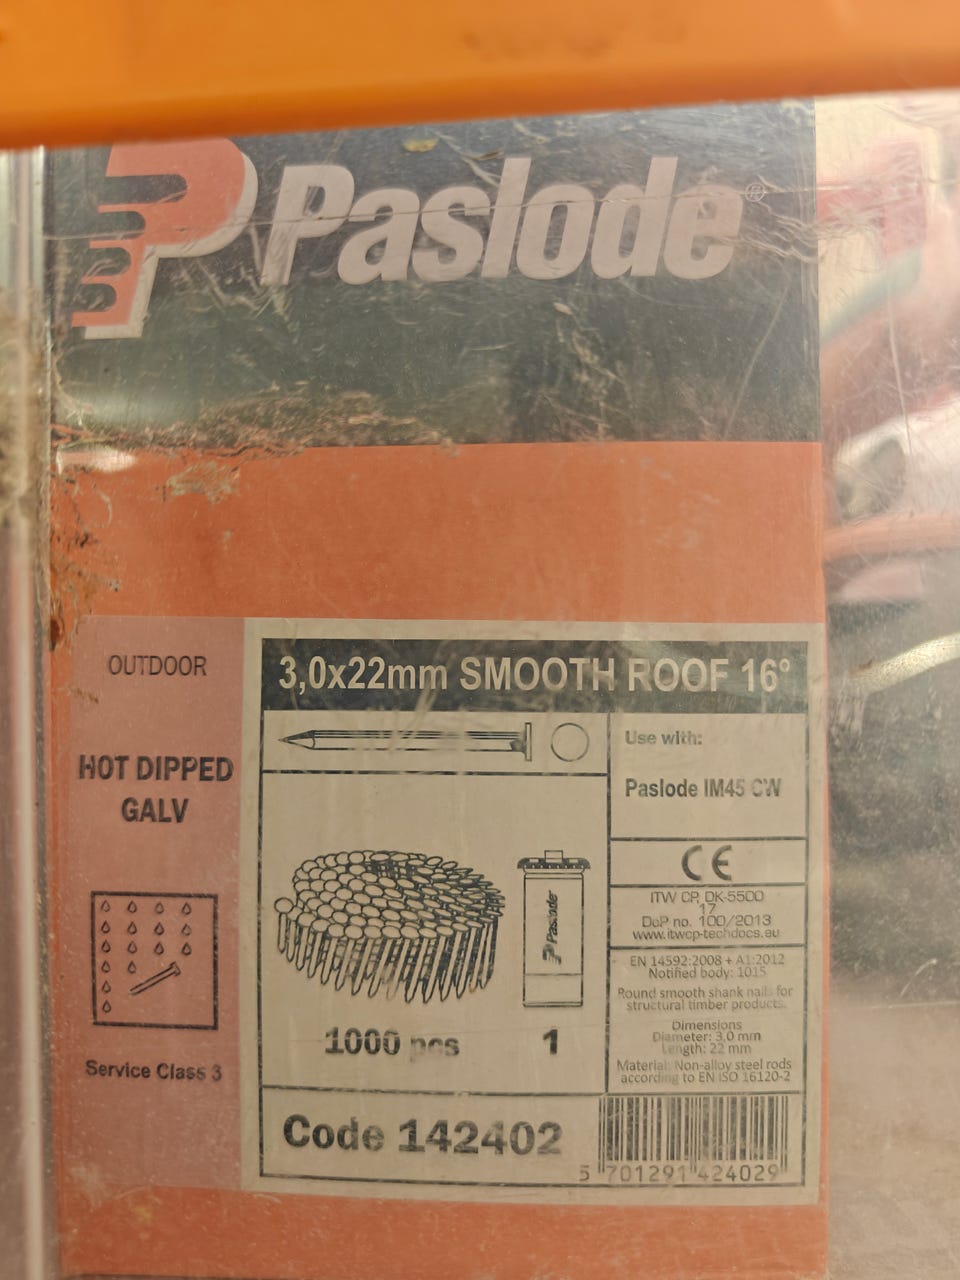 Paslode®
OUTDOOR
HOT DIPPED
GALV
Service Class 3
3,0x22mm SMOOTH ROOF 16°
Use with:
Paslode IM45 CW
CE
ITW CP, DK-5500
17
DoP no. 100/2013
www.itwcp-techdocs.eu
EN 14592:2008 + A1:2012
Notified body: 1015
Round smooth shank nails for
structural timber products.
Dimensions
Diameter: 3,0 mm
Length: 22 mm
Material: Non-alloy steel rods
according to EN ISO 16120-2
Paslode
1000 pcs
1
Code 142402
5 701291 424029